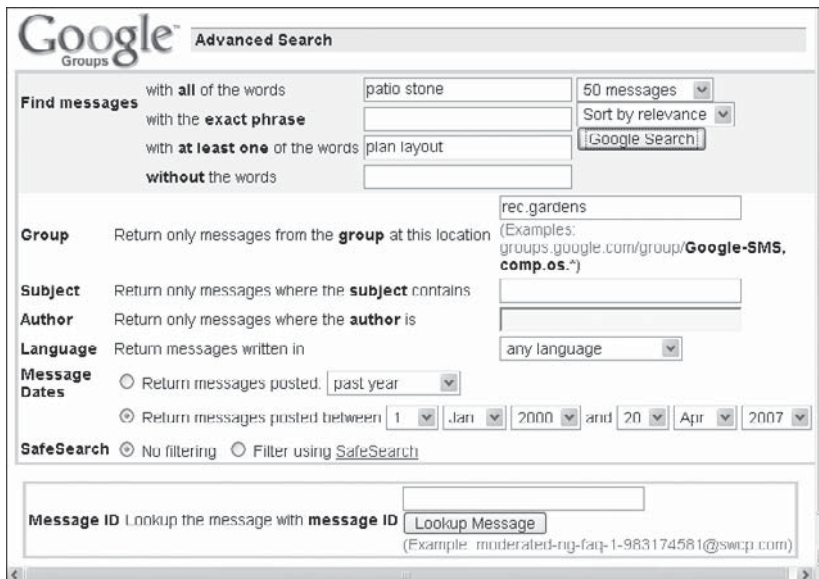 Google™ Groups Advanced Search
Find messages
with all of the words patio stone 50 messages
with the exact phrase Sort by relevance
with at least one of the words plan layout Google Search
without the words
rec.gardens
Group Return only messages from the group at this location (Examples:
groups.google.com/group/Google-SMS,
comp.os.*)
Subject Return only messages where the subject contains
Author Return only messages where the author is
Language Return messages written in any language
Message Dates
Return messages posted: past year
Return messages posted between 1 Jan 2000 and 20 Apr 2007
SafeSearch No filtering Filter using SafeSearch
Message ID Lookup the message with message ID Lookup Message
(Example: moderated-ng-faq-1-983174581@swcp.com)